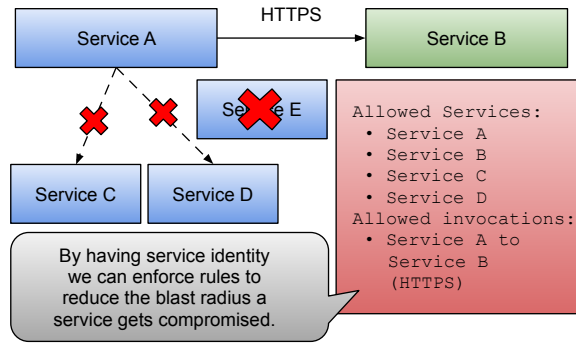 HTTPS
Service A
Service B
Service E
Service C
Service D
Allowed Services:
• Service A
• Service B
• Service C
• Service D
Allowed invocations:
• Service A to
Service B
(HTTPS)
By having service identity
we can enforce rules to
reduce the blast radius a
service gets compromised.